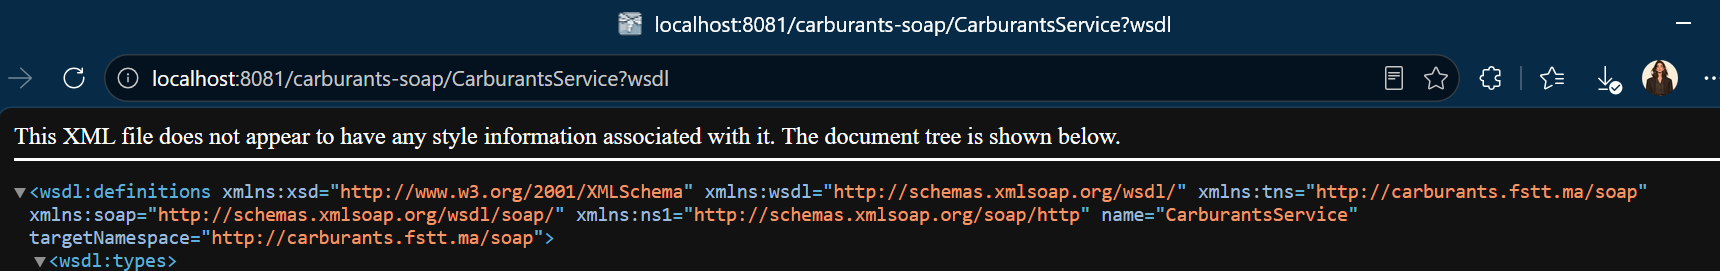 localhost:8081/carburants-soap/CarburantsService?wsdl
localhost:8081/carburants-soap/CarburantsService?wsdl
This XML file does not appear to have any style information associated with it. The document tree is shown below.
▼<wsdl:definitions xmlns:xsd="http://www.w3.org/2001/XMLSchema" xmlns:wsdl="http://schemas.xmlsoap.org/wsdl/" xmlns:tns="http://carburants.fstt.ma/soap"
xmlns:soap="http://schemas.xmlsoap.org/wsdl/soap/" xmlns:ns1="http://schemas.xmlsoap.org/soap/http" name="CarburantsService"
targetNamespace="http://carburants.fstt.ma/soap">
▼<wsdl:types>